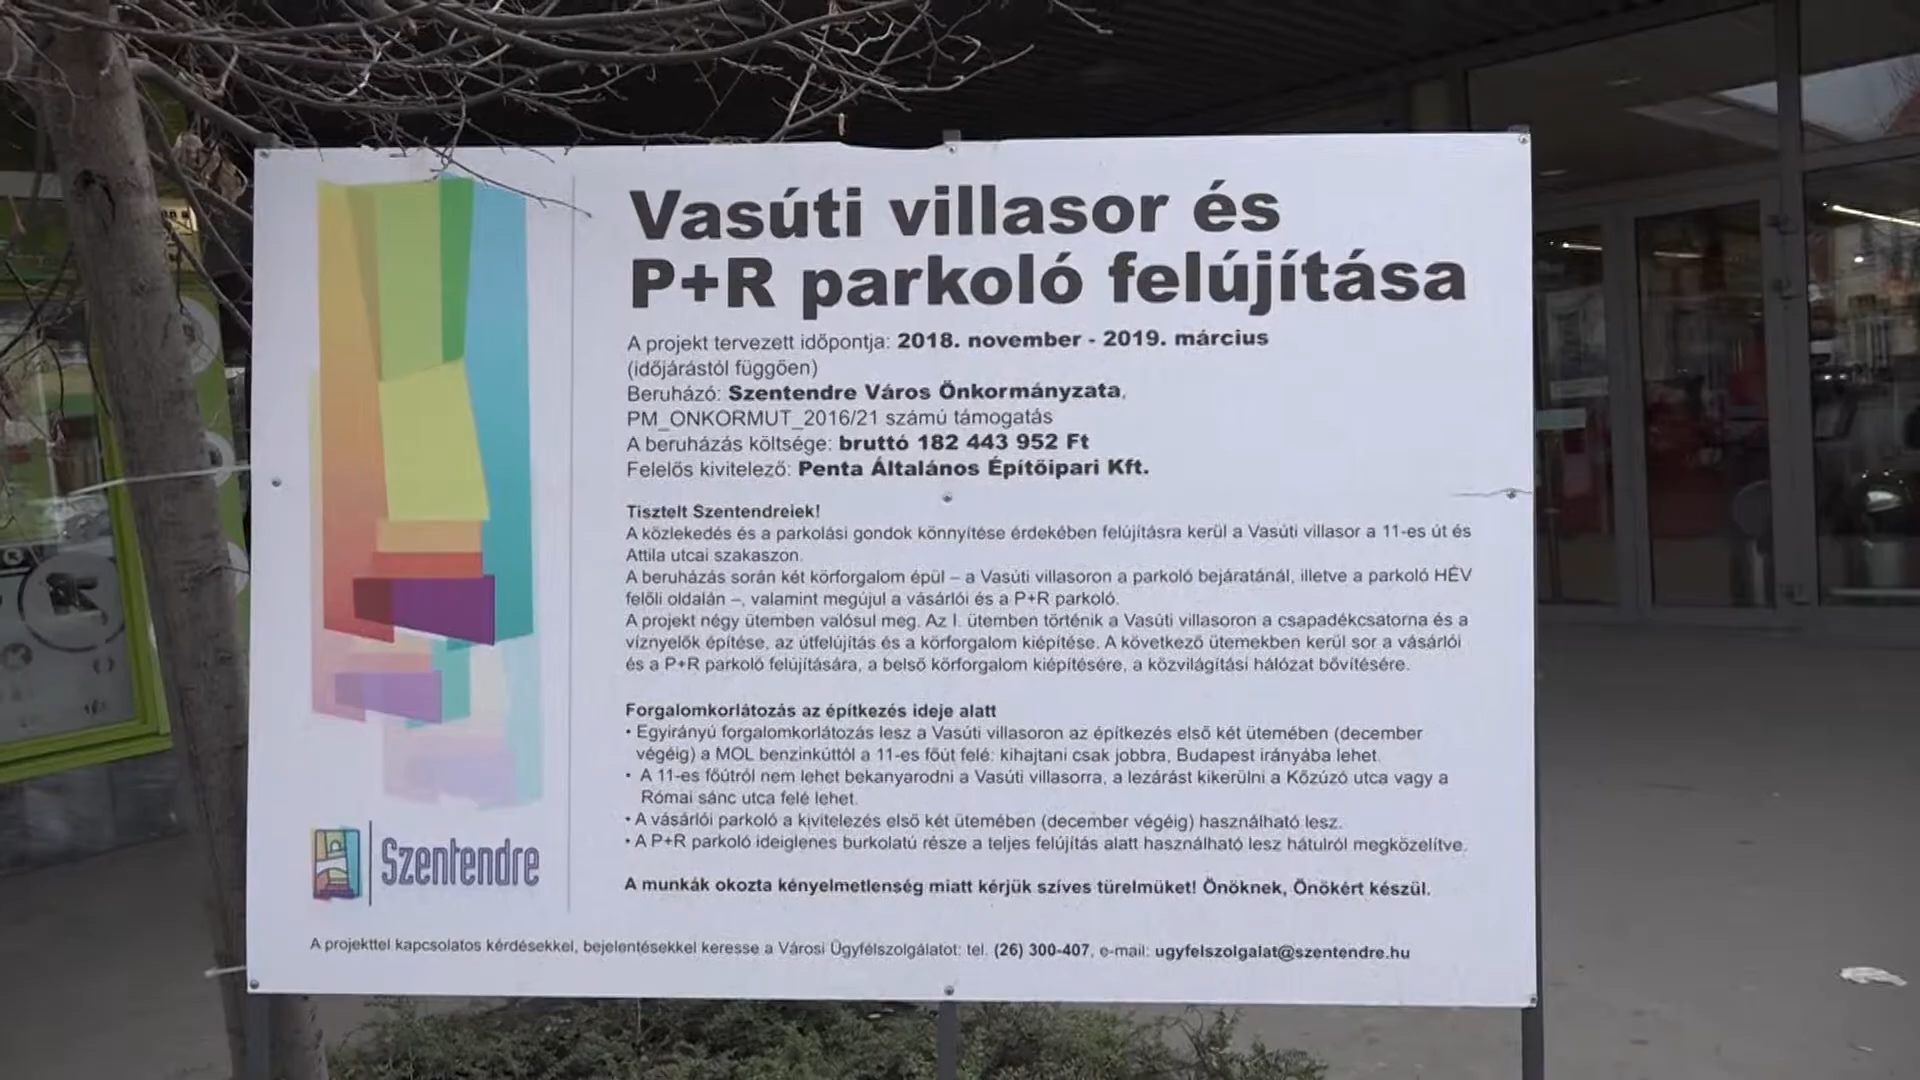 Vasúti villasor és
P+R parkoló felújítása
A projekt tervezett időpontja: 2018. november - 2019. március
(időjárástól függően)
Beruházó: Szentendre Város Önkormányzata,
PM_ONKORMUT_2016/21 számú támogatás
A beruházás költsége: bruttó 182 443 952 Ft
Felelős kivitelező: Penta Általános Építőipari Kft.
Tisztelt Szentendreiek!
A közlekedés és a parkolási gondok könnyítése érdekében felújításra kerül a Vasúti villasor a 11-es út és
Attila utcai szakaszon.
A beruházás során két körforgalom épül – a Vasúti villasoron a parkoló bejáratánál, illetve a parkoló HÉV
felőli oldalán –, valamint megújul a vásárlói és a P+R parkoló.
A projekt négy ütemben valósul meg. Az I. ütemben történik a Vasúti villasoron a csapadékcsatorna és a
víznyelők építése, az útfelújítás és a körforgalom kiépítése. A következő ütemekben kerül sor a vásárlói
és a P+R parkoló felújítására, a belső körforgalom kiépítésére, a közvilágítási hálózat bővítésére.
Forgalomkorlátozás az építkezés ideje alatt
• Egyirányú forgalomkorlátozás lesz a Vasúti villasoron az építkezés első két ütemében (december
végéig) a MOL benzinkúttól a 11-es főút felé: kihajtani csak jobbra, Budapest irányába lehet.
• A 11-es főútról nem lehet bekanyarodni a Vasúti villasorra, a lezárást kikerülni a Kőzúzó utca vagy a
Római sánc utca felé lehet.
• A vásárlói parkoló a kivitelezés első két ütemében (december végéig) használható lesz.
• A P+R parkoló ideiglenes burkolatú része a teljes felújítás alatt használható lesz hátulról megközelítve.
A munkák okozta kényelmetlenség miatt kérjük szíves türelmüket! Önöknek, Önökért készül.
Szentendre
A projekttel kapcsolatos kérdésekkel, bejelentésekkel keresse a Városi Ügyfélszolgálatot: tel. (26) 300-407, e-mail: ugyfelszolgalat@szentendre.hu